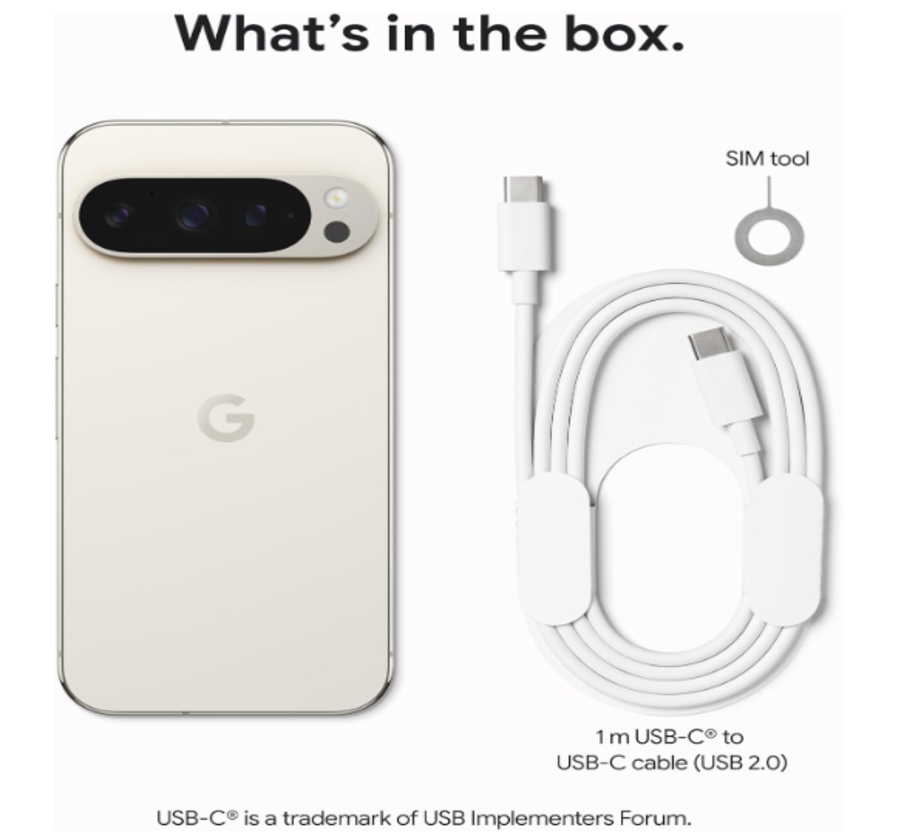 What's in the box.
SIM tool
G
1 m USB-C® to
USB-C cable (USB 2.0)
USB-C® is a trademark of USB Implementers Forum.